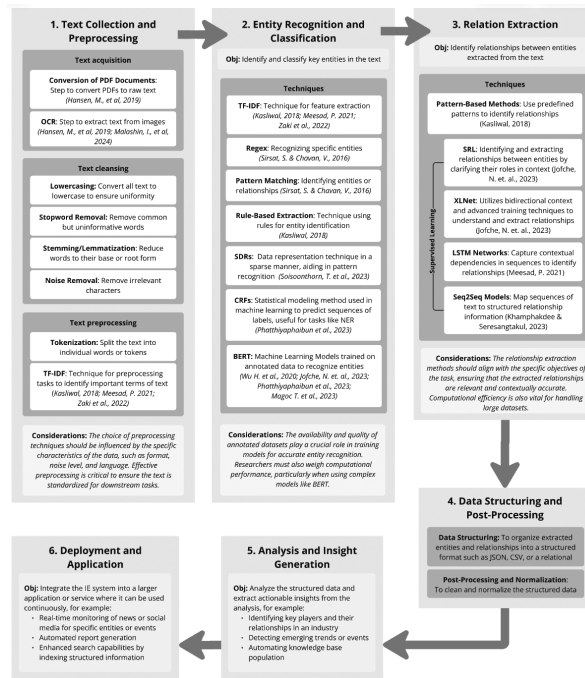 1. Text Collection and
Preprocessing
Text acquisition
Conversion of PDF Documents:
Step to convert PDFs to raw text
(Hansen, M., et al, 2019)
OCR: Step to extract text from images
(Hansen, M., et al, 2019; Malashin, I., et al,
2024)
Text cleansing
Lowercasing: Convert all text to
lowercase to ensure uniformity
Stopword Removal: Remove common
but uninformative words
Stemming/Lemmatization: Reduce
words to their base or root form
Noise Removal: Remove irrelevant
characters
Text preprocessing
Tokenization: Split the text into
individual words or tokens
TF-IDF: Technique for preprocessing
tasks to identify important terms of text
(Kasliwal, 2018; Meesad, P. 2021;
Zaki et al., 2022)
Considerations: The choice of preprocessing
techniques should be influenced by the specific
characteristics of the data, such as format,
noise level, and language. Effective
preprocessing is critical to ensure the text is
standardized for downstream tasks.
2. Entity Recognition and
Classification
Obj: Identify and classify key entities in the text
Techniques
TF-IDF: Technique for feature extraction
(Kasliwal, 2018; Meesad, P. 2021;
Zaki et al., 2022)
Regex: Recognizing specific entities
(Sirsat, S. & Chavan, V., 2016)
Pattern Matching: Identifying entities or
relationships (Sirsat, S. & Chavan, V., 2016)
Rule-Based Extraction: Technique using
rules for entity identification
(Kasliwal, 2018)
SDRs: Data representation technique in a
sparse manner, aiding in pattern
recognition (Soisoonthorn, T. et al., 2023)
CRFs: Statistical modeling method used in
machine learning to predict sequences of
labels, useful for tasks like NER
(Phatthiyaphaibun et al., 2023)
BERT: Machine Learning Models trained on
annotated data to recognize entities
(Wu H. et al., 2020; Jofche, N. et. al., 2023;
Phatthiyaphaibun et al., 2023;
Magoc T. et al., 2023)
Considerations: The availability and quality of
annotated datasets play a crucial role in training
models for accurate entity recognition.
Researchers must also weigh computational
performance, particularly when using complex
models like BERT.
3. Relation Extraction
Obj: Identify relationships between entities
extracted from the text
Techniques
Pattern-Based Methods: Use predefined
patterns to identify relationships
(Kasliwal, 2018)
Supervised Learning
SRL: Identifying and extracting
relationships between entities by
clarifying their roles in context (Jofche,
N. et. al., 2023)
XLNet: Utilizes bidirectional context
and advanced training techniques to
understand and extract relationships
(Jofche, N. et. al., 2023)
LSTM Networks: Capture contextual
dependencies in sequences to identify
relationships (Meesad, P. 2021)
Seq2Seq Models: Map sequences of
text to structured relationship
information (Khamphakdee &
Seresangtakul, 2023)
Considerations: The relationship extraction
methods should align with the specific objectives of
the task, ensuring that the extracted relationships
are relevant and contextually accurate.
Computational efficiency is also vital for handling
large datasets.
4. Data Structuring and
Post-Processing
Data Structuring: To organize extracted
entities and relationships into a structured
format such as JSON, CSV, or a relational
Post-Processing and Normalization:
To clean and normalize the structured data
5. Analysis and Insight
Generation
Obj: Analyze the structured data and
extract actionable insights from the
analysis, for example:
• Identifying key players and their
relationships in an industry
• Detecting emerging trends or events
• Automating knowledge base
population
6. Deployment and
Application
Obj: Integrate the IE system into a larger
application or service where it can be used
continuously, for example:
• Real-time monitoring of news or social
media for specific entities or events
• Automated report generation
• Enhanced search capabilities by
indexing structured information